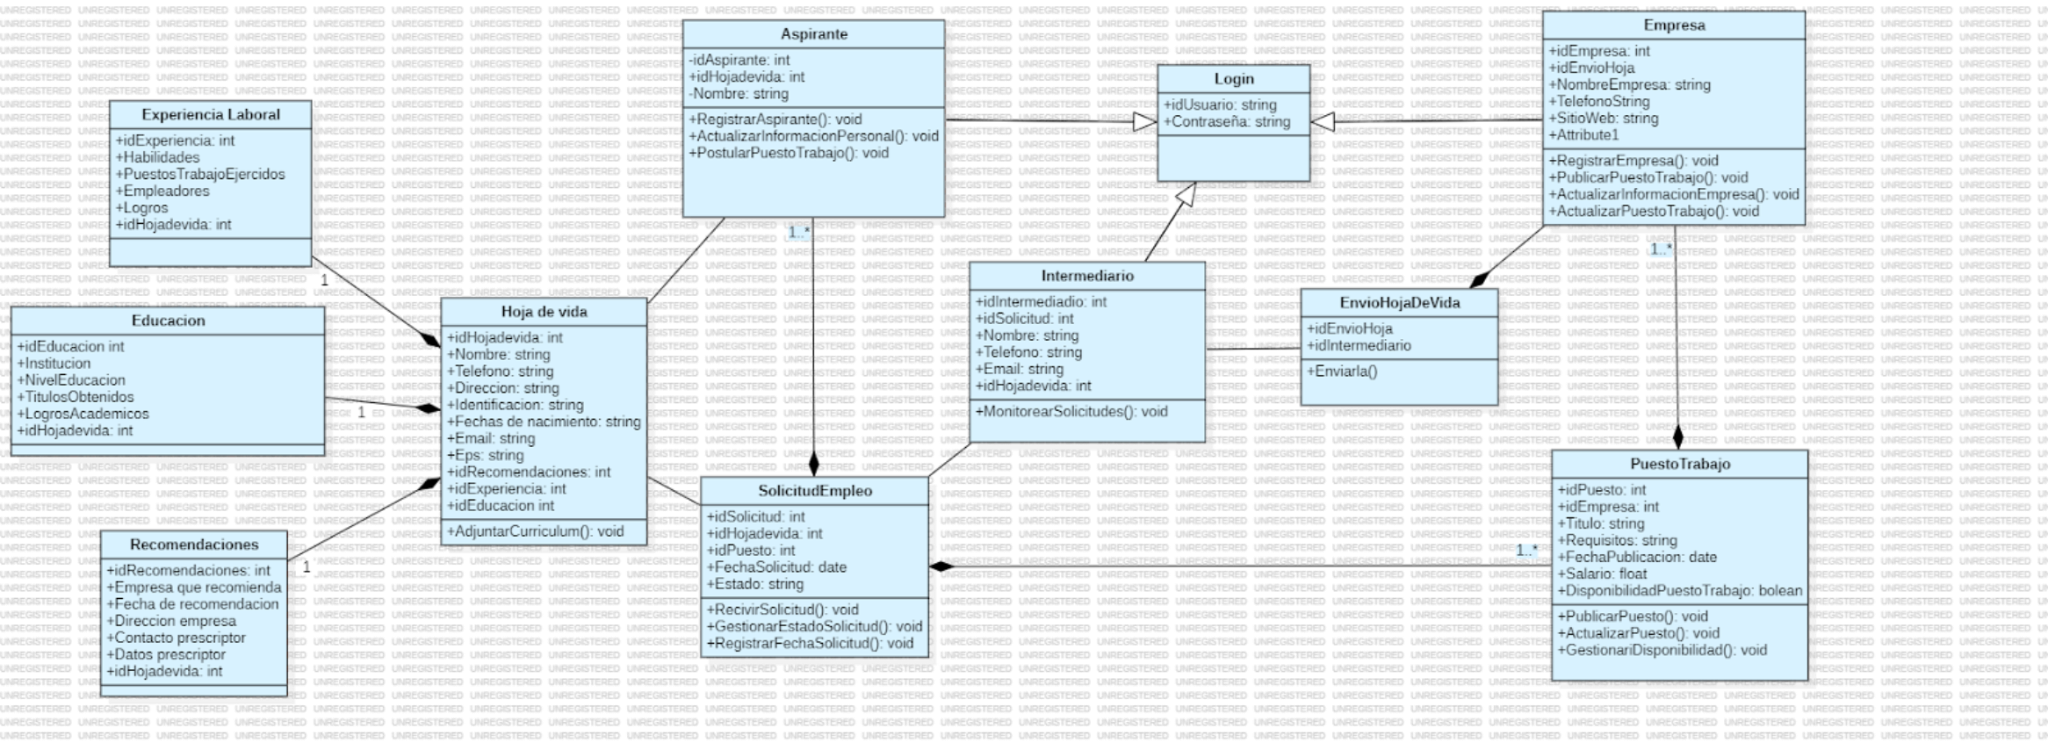 Experiencia Laboral
+idExperiencia: int
+Habilidades
+PuestosTrabajoEjercidos
+Empleadores
+Logros
+idHojadevida: int
1
Educacion
+idEducacion int
+Institucion
+NivelEducacion
+TitulosObtenidos
+LogrosAcademicos
+idHojadevida: int
1
Recomendaciones
+idRecomendaciones: int
+Empresa que recomienda
+Fecha de recomendacion
+Direccion empresa
+Contacto prescriptor
+Datos prescriptor
+idHojadevida: int
1
Hoja de vida
+idHojadevida: int
+Nombre: string
+Telefono: string
+Direccion: string
+Identificacion: string
+Fechas de nacimiento: string
+Email: string
+Eps: string
+idRecomendaciones: int
+idExperiencia: int
+idEducacion int
+AdjuntarCurriculum(): void
Aspirante
-idAspirante: int
+idHojadevida: int
-Nombre: string
+RegistrarAspirante(): void
+ActualizarInformacionPersonal(): void
+PostularPuestoTrabajo(): void
1..*
SolicitudEmpleo
+idSolicitud: int
+idHojadevida: int
+idPuesto: int
+FechaSolicitud: date
+Estado: string
+RecivirSolicitud(): void
+GestionarEstadoSolicitud(): void
+RegistrarFechaSolicitud(): void
Login
+idUsuario: string
+Contraseña: string
Intermediario
+idIntermediadio: int
+idSolicitud: int
+Nombre: string
+Telefono: string
+Email: string
+idHojadevida: int
+MonitorearSolicitudes(): void
EnvioHojaDeVida
+idEnvioHoja
+idIntermediario
+Enviarla()
Empresa
+idEmpresa: int
+idEnvioHoja
+NombreEmpresa: string
+TelefonoString
+SitioWeb: string
+Attribute1
+RegistrarEmpresa(): void
+PublicarPuestoTrabajo(): void
+ActualizarInformacionEmpresa(): void
+ActualizarPuestoTrabajo(): void
1..*
PuestoTrabajo
+idPuesto: int
+idEmpresa: int
+Titulo: string
+Requisitos: string
+FechaPublicacion: date
+Salario: float
+DisponibilidadPuestoTrabajo: bolean
+PublicarPuesto(): void
+ActualizarPuesto(): void
+GestionariDisponibilidad(): void
1..*
UNREGISTERED